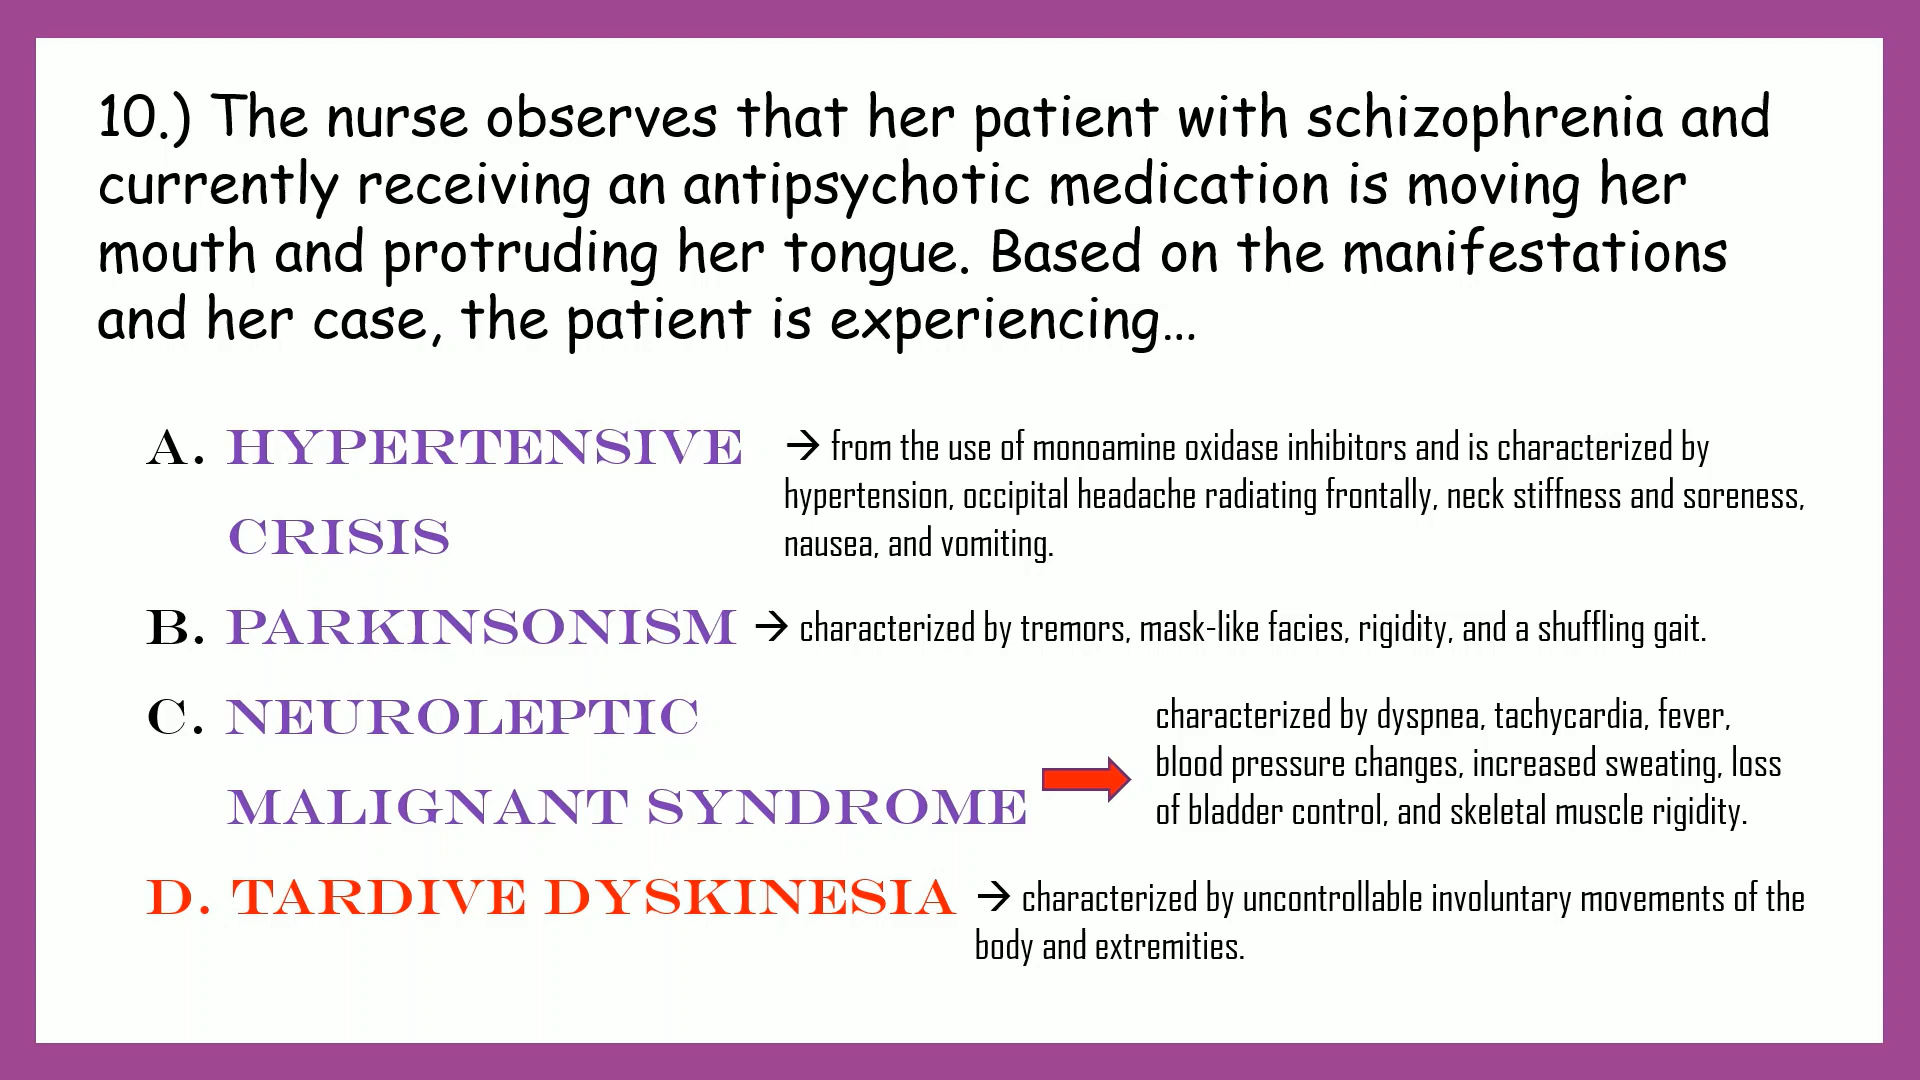 10.) The nurse observes that her patient with schizophrenia and
currently receiving an antipsychotic medication is moving her
mouth and protruding her tongue. Based on the manifestations
and her case, the patient is experiencing...
A. HYPERTENSIVE
CRISIS
→ from the use of monoamine oxidase inhibitors and is characterized by
hypertension, occipital headache radiating frontally, neck stiffness and soreness,
nausea, and vomiting.
B. PARKINSONISM → characterized by tremors, mask-like facies, rigidity, and a shuffling gait.
C. NEUROLEPTIC
MALIGNANT SYNDROME
characterized by dyspnea, tachycardia, fever,
blood pressure changes, increased sweating, loss
of bladder control, and skeletal muscle rigidity.
D. TARDIVE DYSKINESIA → characterized by uncontrollable involuntary movements of the
body and extremities.